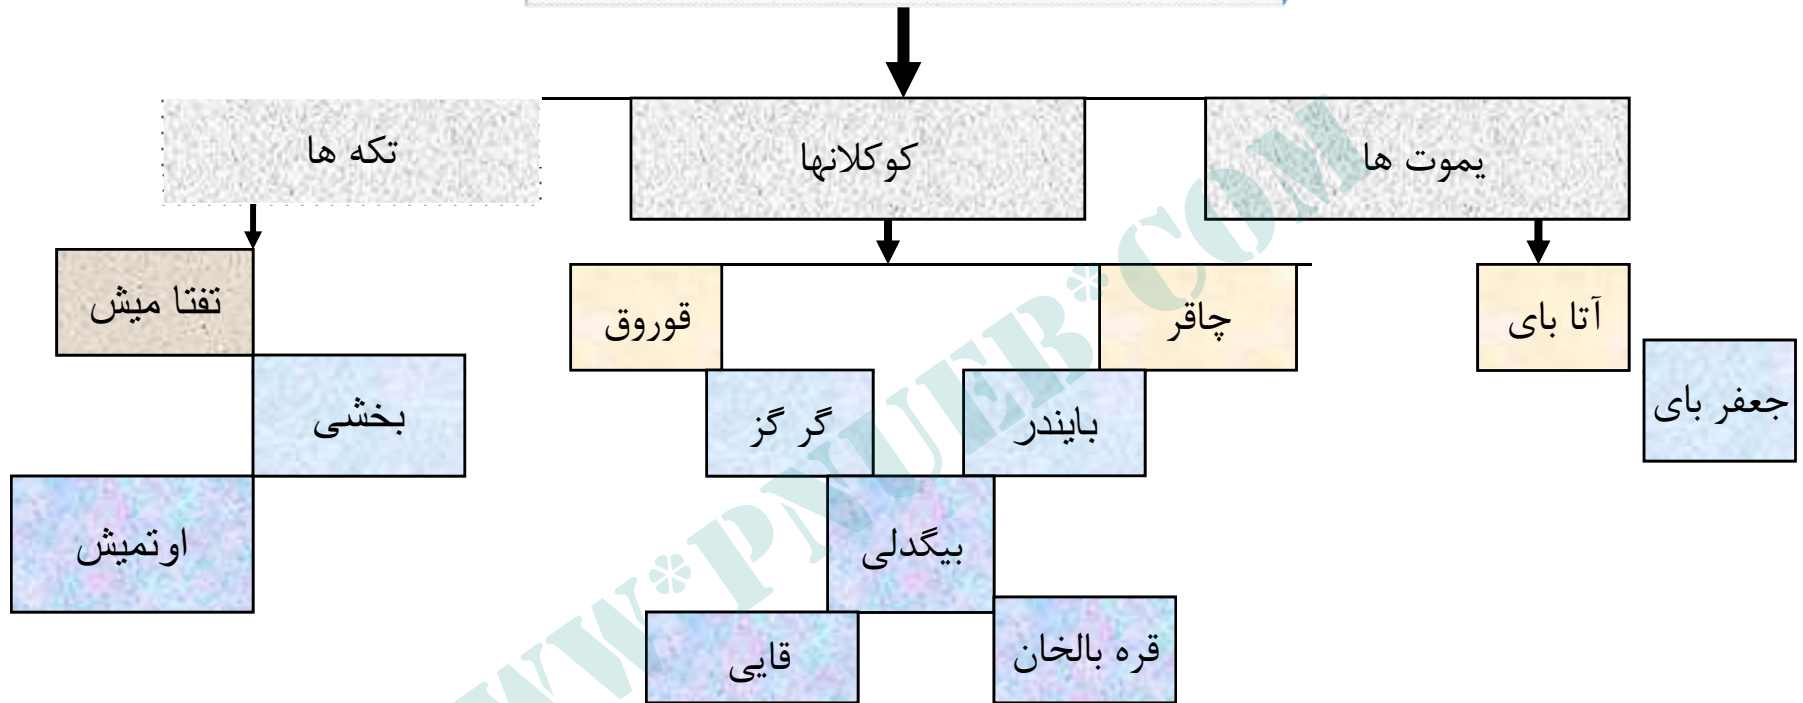 یموت ها
کوکلانها
تکه ها
آتا بای
جعفر بای
چاقر
قوروق
بایندر
گر گز
بیگدلی
قره بالخان
قایی
تفتا میش
بخشی
اوتمیش
WW*PNUEB*COM